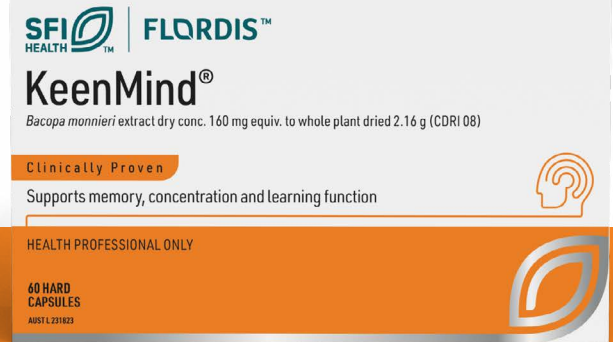 SFI HEALTH™ | FLORDIS™
KeenMind®
Bacopa monnieri extract dry conc. 160 mg equiv. to whole plant dried 2.16 g (CDRI 08)
Clinically Proven
Supports memory, concentration and learning function
HEALTH PROFESSIONAL ONLY
60 HARD
CAPSULES
AUST L 231823